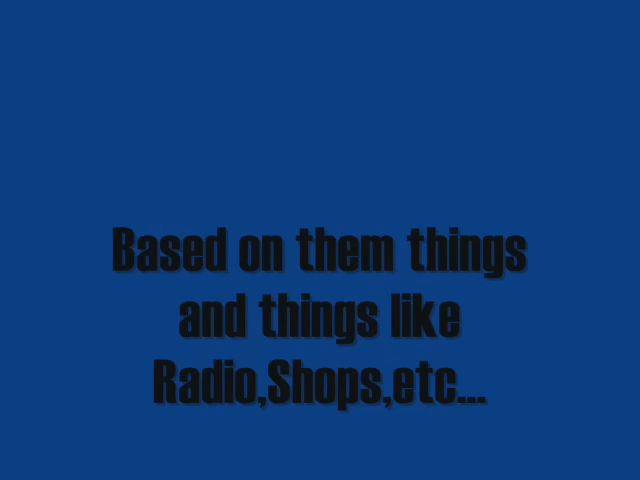 Based on them things
and things like
Radio,Shops,etc...